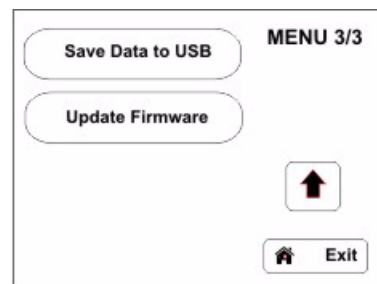 Save Data to USB
MENU 3/3
Update Firmware
Exit